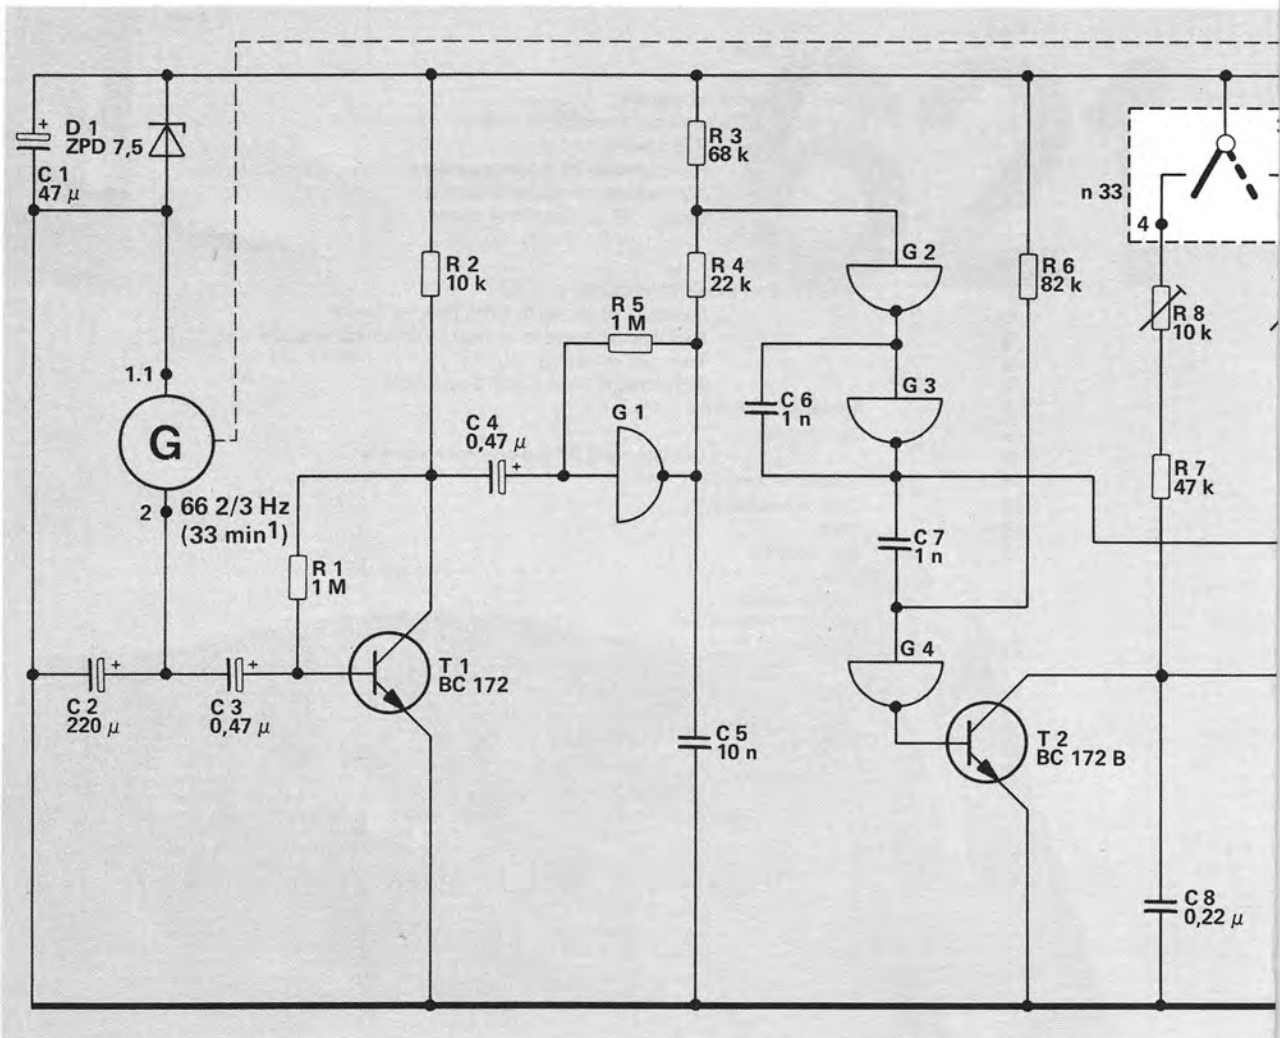 D 1
ZPD 7,5
+
C 1
47 µ
R 3
68 k
n 33
4
G 2
R 2
10 k
R 4
22 k
R 6
82 k
R 5
1 M
R 8
10 k
1.1
G 3
C 6
1 n
G 1
C 4
0,47 µ
+
G
R 7
47 k
2
66 2/3 Hz
(33 min1)
C 7
1 n
R 1
1 M
G 4
+
+
T 1
BC 172
C 2
220 µ
C 3
0,47 µ
C 5
10 n
T 2
BC 172 B
C 8
0,22 µ